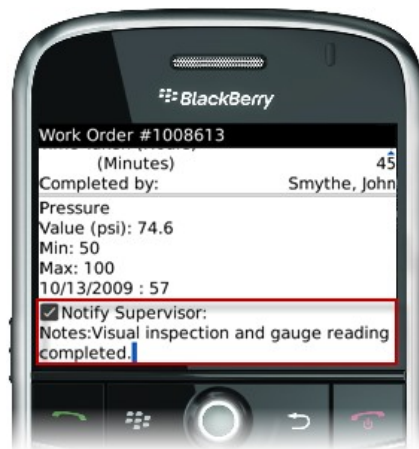 BlackBerry
Work Order #1008613
(Minutes) 45
Completed by: Smythe, John
Pressure
Value (psi): 74.6
Min: 50
Max: 100
10/13/2009 : 57
Notify Supervisor:
Notes:Visual inspection and gauge reading
completed.